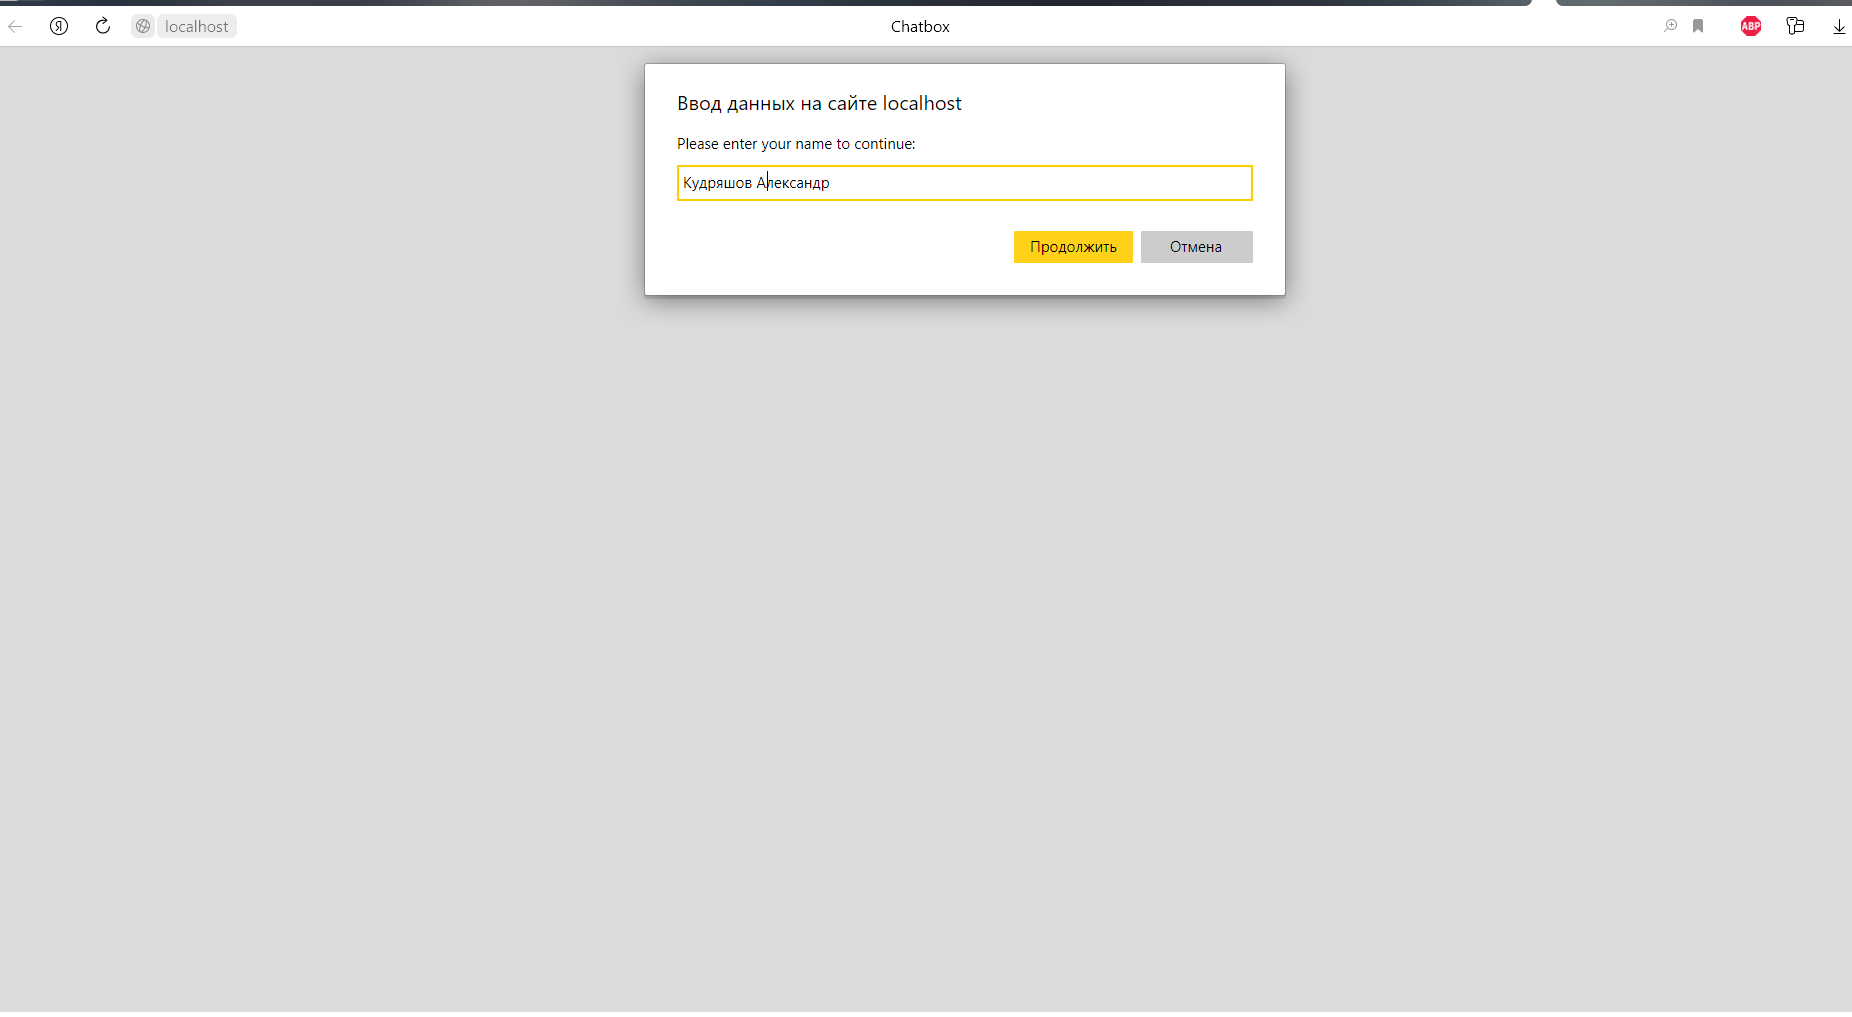 Я localhost Chatbox ABP
Ввод данных на сайте localhost
Please enter your name to continue:
Кудряшов Александр
Продолжить Отмена